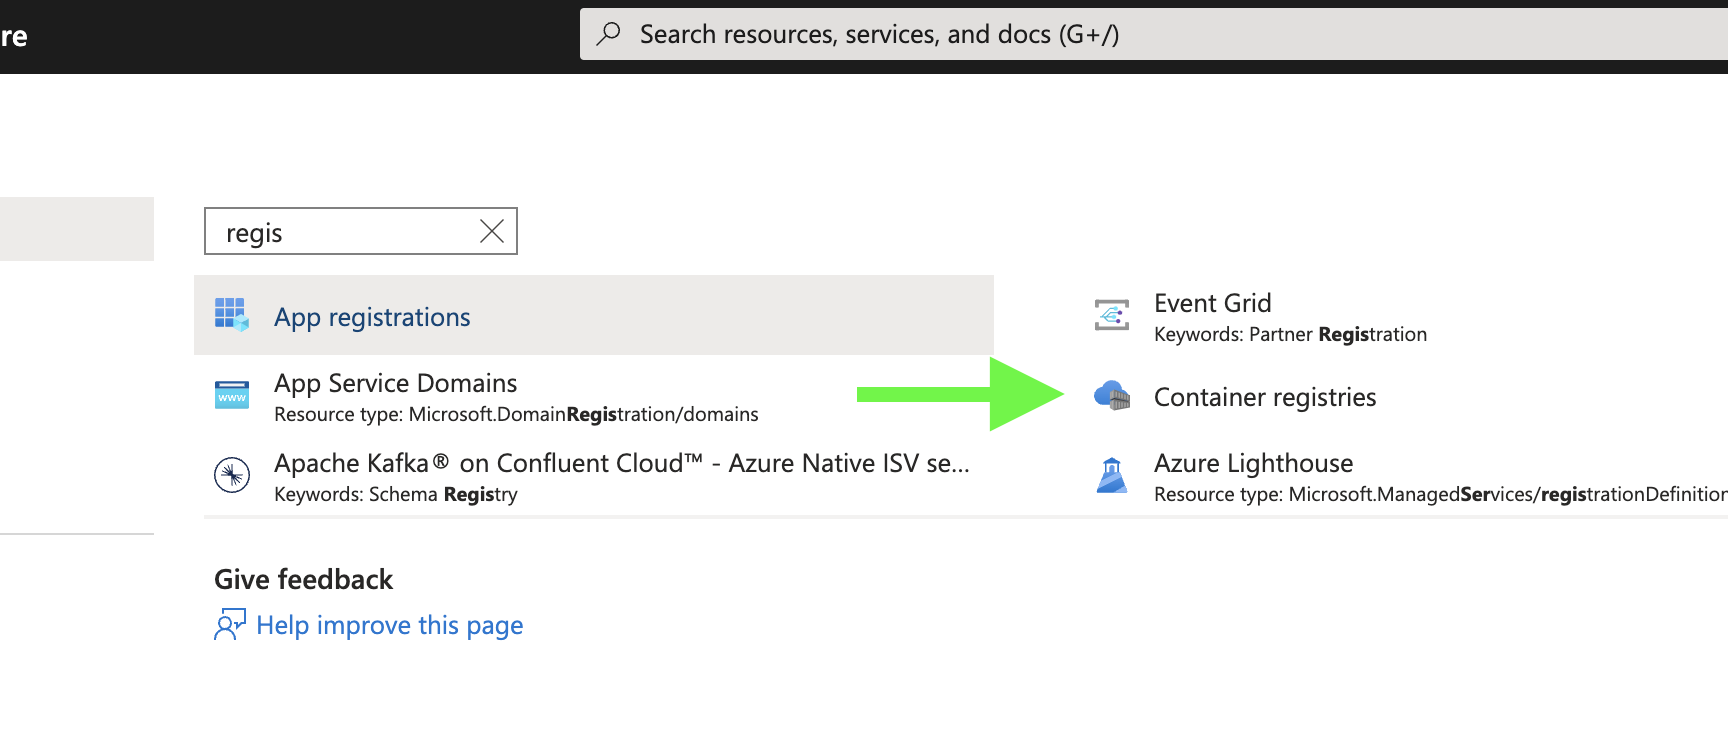 re
Search resources, services, and docs (G+/)
regis
App registrations
App Service Domains
Resource type: Microsoft.DomainRegistration/domains
Apache Kafka® on Confluent Cloud™ - Azure Native ISV se...
Keywords: Schema Registry
Event Grid
Keywords: Partner Registration
Container registries
Azure Lighthouse
Resource type: Microsoft.ManagedServices/registrationDefinition
Give feedback
Help improve this page